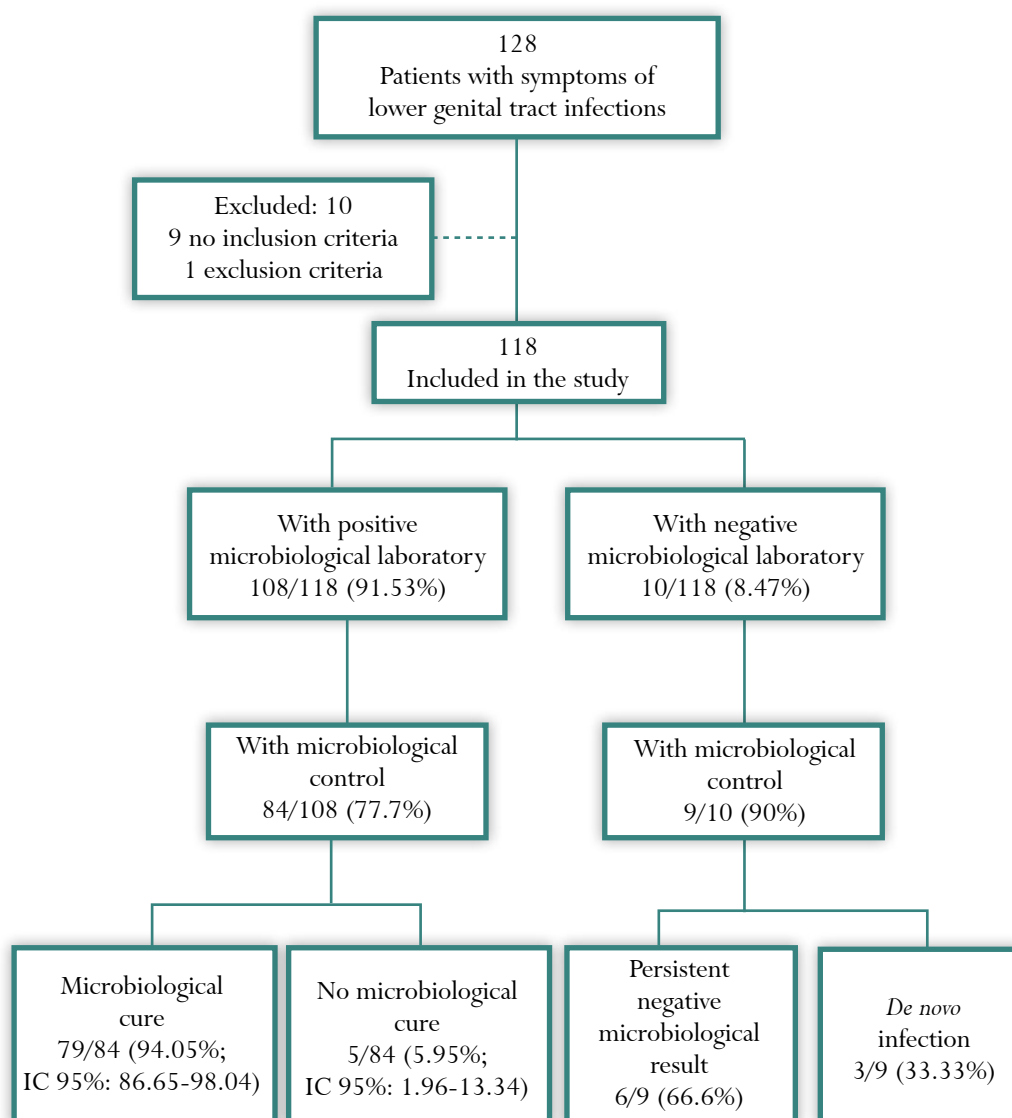 128
Patients with symptoms of
lower genital tract infections
Excluded: 10
9 no inclusion criteria
1 exclusion criteria
118
Included in the study
With positive
microbiological laboratory
108/118 (91.53%)
With negative
microbiological laboratory
10/118 (8.47%)
With microbiological
control
84/108 (77.7%)
With microbiological
control
9/10 (90%)
Microbiological
cure
79/84 (94.05%;
IC 95%: 86.65-98.04)
No microbiological
cure
5/84 (5.95%;
IC 95%: 1.96-13.34)
Persistent
negative
microbiological
result
6/9 (66.6%)
De novo
infection
3/9 (33.33%)